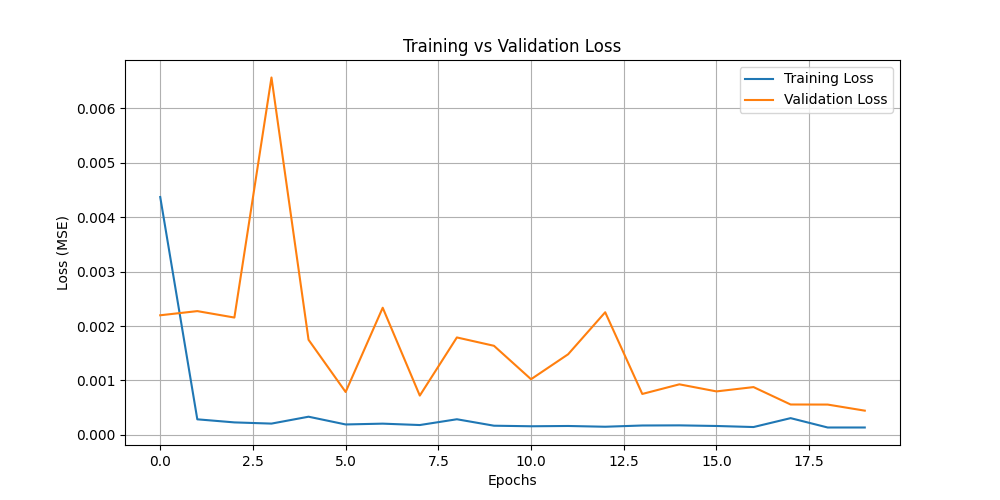 Training vs Validation Loss
Training Loss
Validation Loss
0.006
0.005
0.004
0.003
0.002
0.001
0.000
Loss (MSE)
0.0 2.5 5.0 7.5 10.0 12.5 15.0 17.5
Epochs